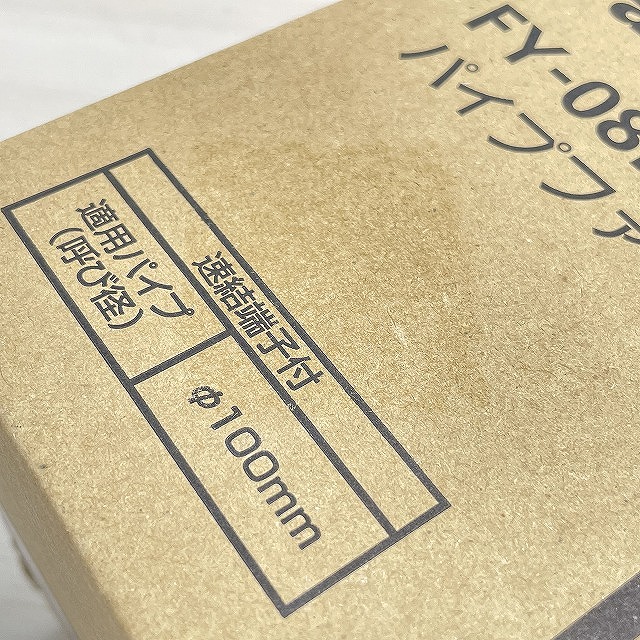 FY-08
パイプファ
速結端子付
適用パイプ
(呼び径)
φ100mm